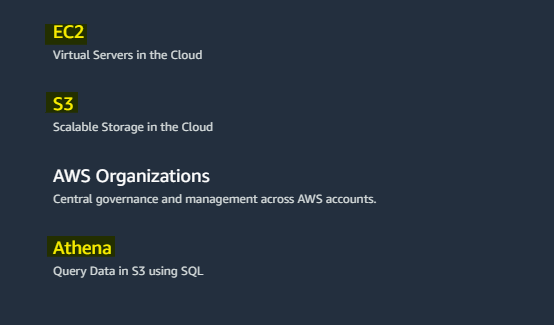 EC2
Virtual Servers in the Cloud
S3
Scalable Storage in the Cloud
AWS Organizations
Central governance and management across AWS accounts.
Athena
Query Data in S3 using SQL